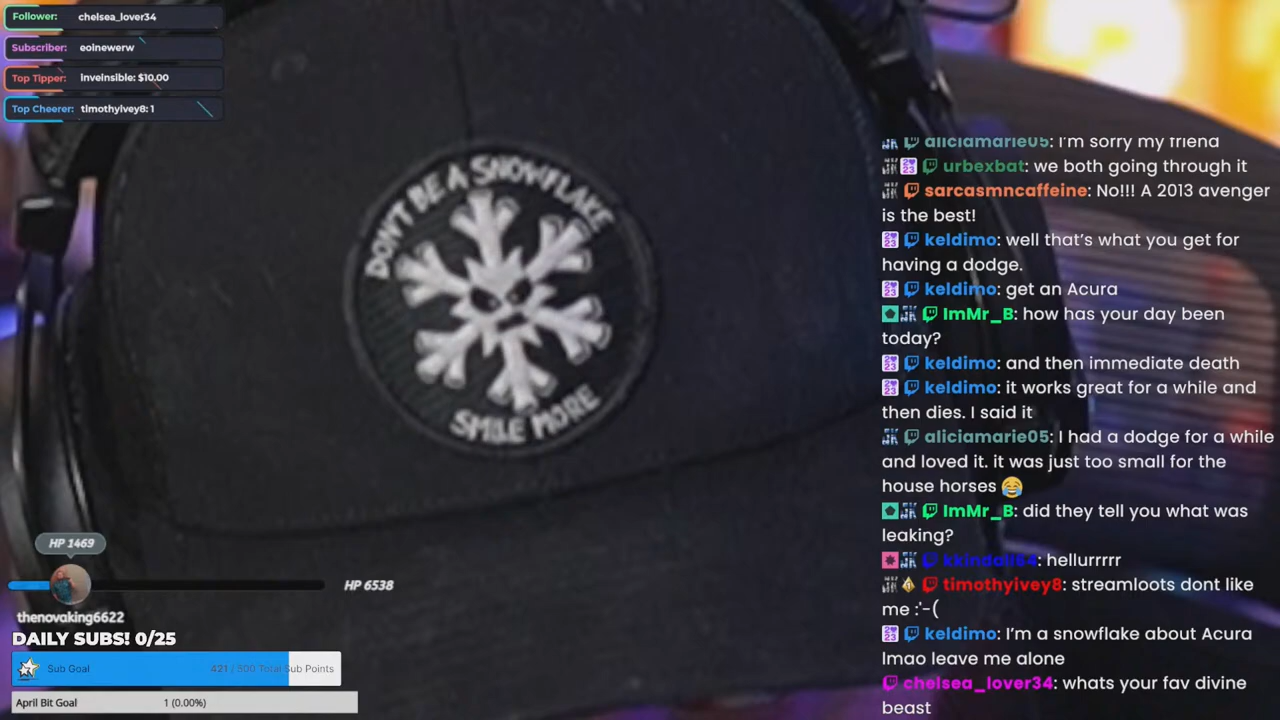 Follower: chelsea_lover34
Subscriber: eoinewerw
Top Tipper: inveinsible: $10.00
Top Cheerer: timothyivey8: 1
DON'T BE A SNOWFLAKE
SMILE MORE
aliciamarie05: I'm sorry my friend
urbexbat: we both going through it
sarcasmncaffeine: No!!! A 2013 avenger
is the best!
keldimo: well that's what you get for
having a dodge.
keldimo: get an Acura
ImMr_B: how has your day been
today?
keldimo: and then immediate death
keldimo: it works great for a while and
then dies. I said it
aliciamarie05: I had a dodge for a while
and loved it. it was just too small for the
house horses 😂
ImMr_B: did they tell you what was
leaking?
kkindall64: hellurrrrr
timothyivey8: streamloots dont like
me :'-(
keldimo: I'm a snowflake about Acura
lmao leave me alone
chelsea_lover34: whats your fav divine
beast
HP 1469
HP 6538
thenovaking6622
DAILY SUBS! 0/25
Sub Goal 421 / 500 Total Sub Points
April Bit Goal 1 (0.00%)